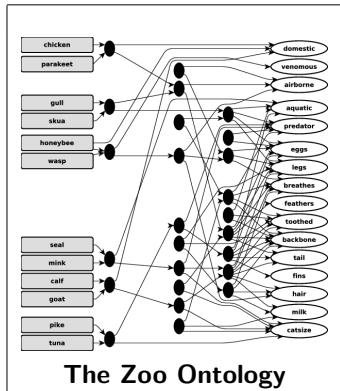 chicken
parakeet
gull
skua
honeybee
wasp
seal
mink
calf
goat
pike
tuna
domestic
venomous
airborne
aquatic
predator
eggs
legs
breathes
feathers
toothed
backbone
tail
fins
hair
milk
catsize
The Zoo Ontology